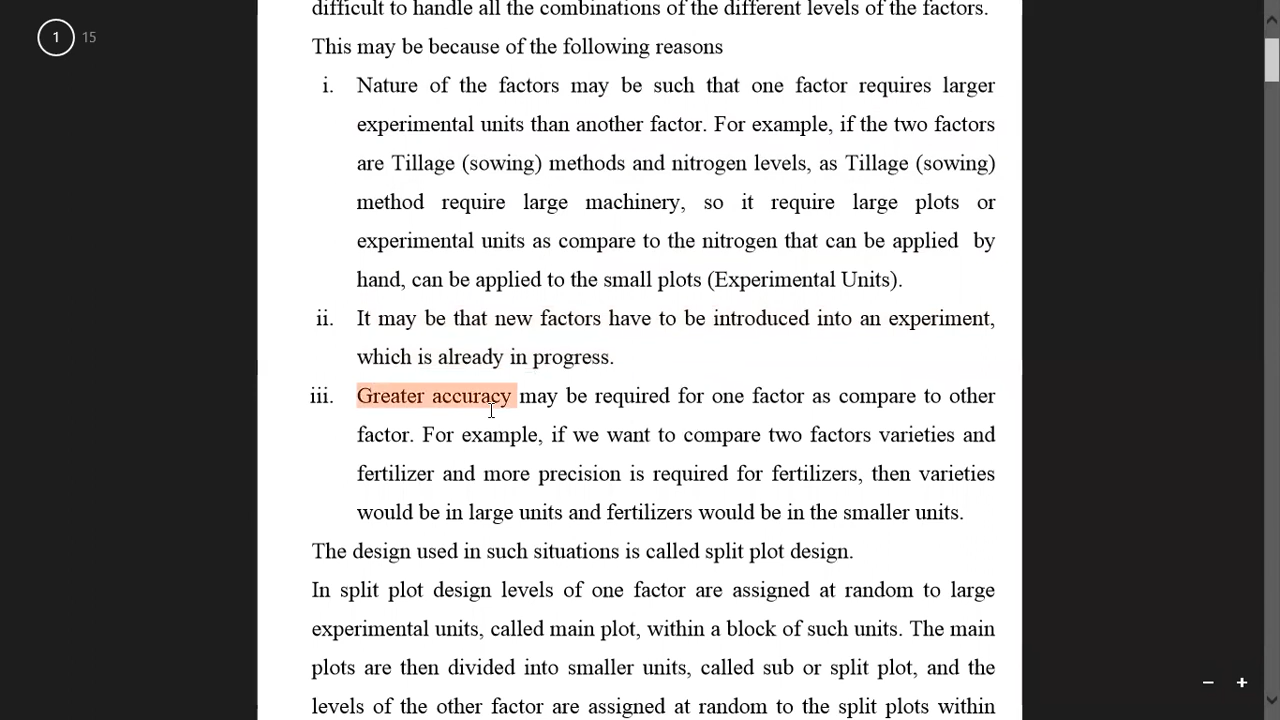 1 15
difficult to handle all the combinations of the different levels of the factors.
This may be because of the following reasons
i. Nature of the factors may be such that one factor requires larger
experimental units than another factor. For example, if the two factors
are Tillage (sowing) methods and nitrogen levels, as Tillage (sowing)
method require large machinery, so it require large plots or
experimental units as compare to the nitrogen that can be applied by
hand, can be applied to the small plots (Experimental Units).
ii. It may be that new factors have to be introduced into an experiment,
which is already in progress.
iii. Greater accuracy may be required for one factor as compare to other
factor. For example, if we want to compare two factors varieties and
fertilizer and more precision is required for fertilizers, then varieties
would be in large units and fertilizers would be in the smaller units.
The design used in such situations is called split plot design.
In split plot design levels of one factor are assigned at random to large
experimental units, called main plot, within a block of such units. The main
plots are then divided into smaller units, called sub or split plot, and the
levels of the other factor are assigned at random to the split plots within